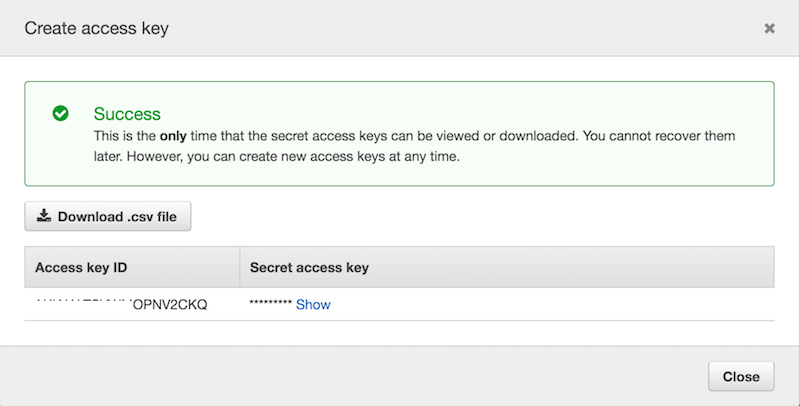 Create access key
Success
This is the only time that the secret access keys can be viewed or downloaded. You cannot recover them
later. However, you can create new access keys at any time.
Download .csv file
Access key ID
Secret access key
OPNV2CKQ
********* Show
Close